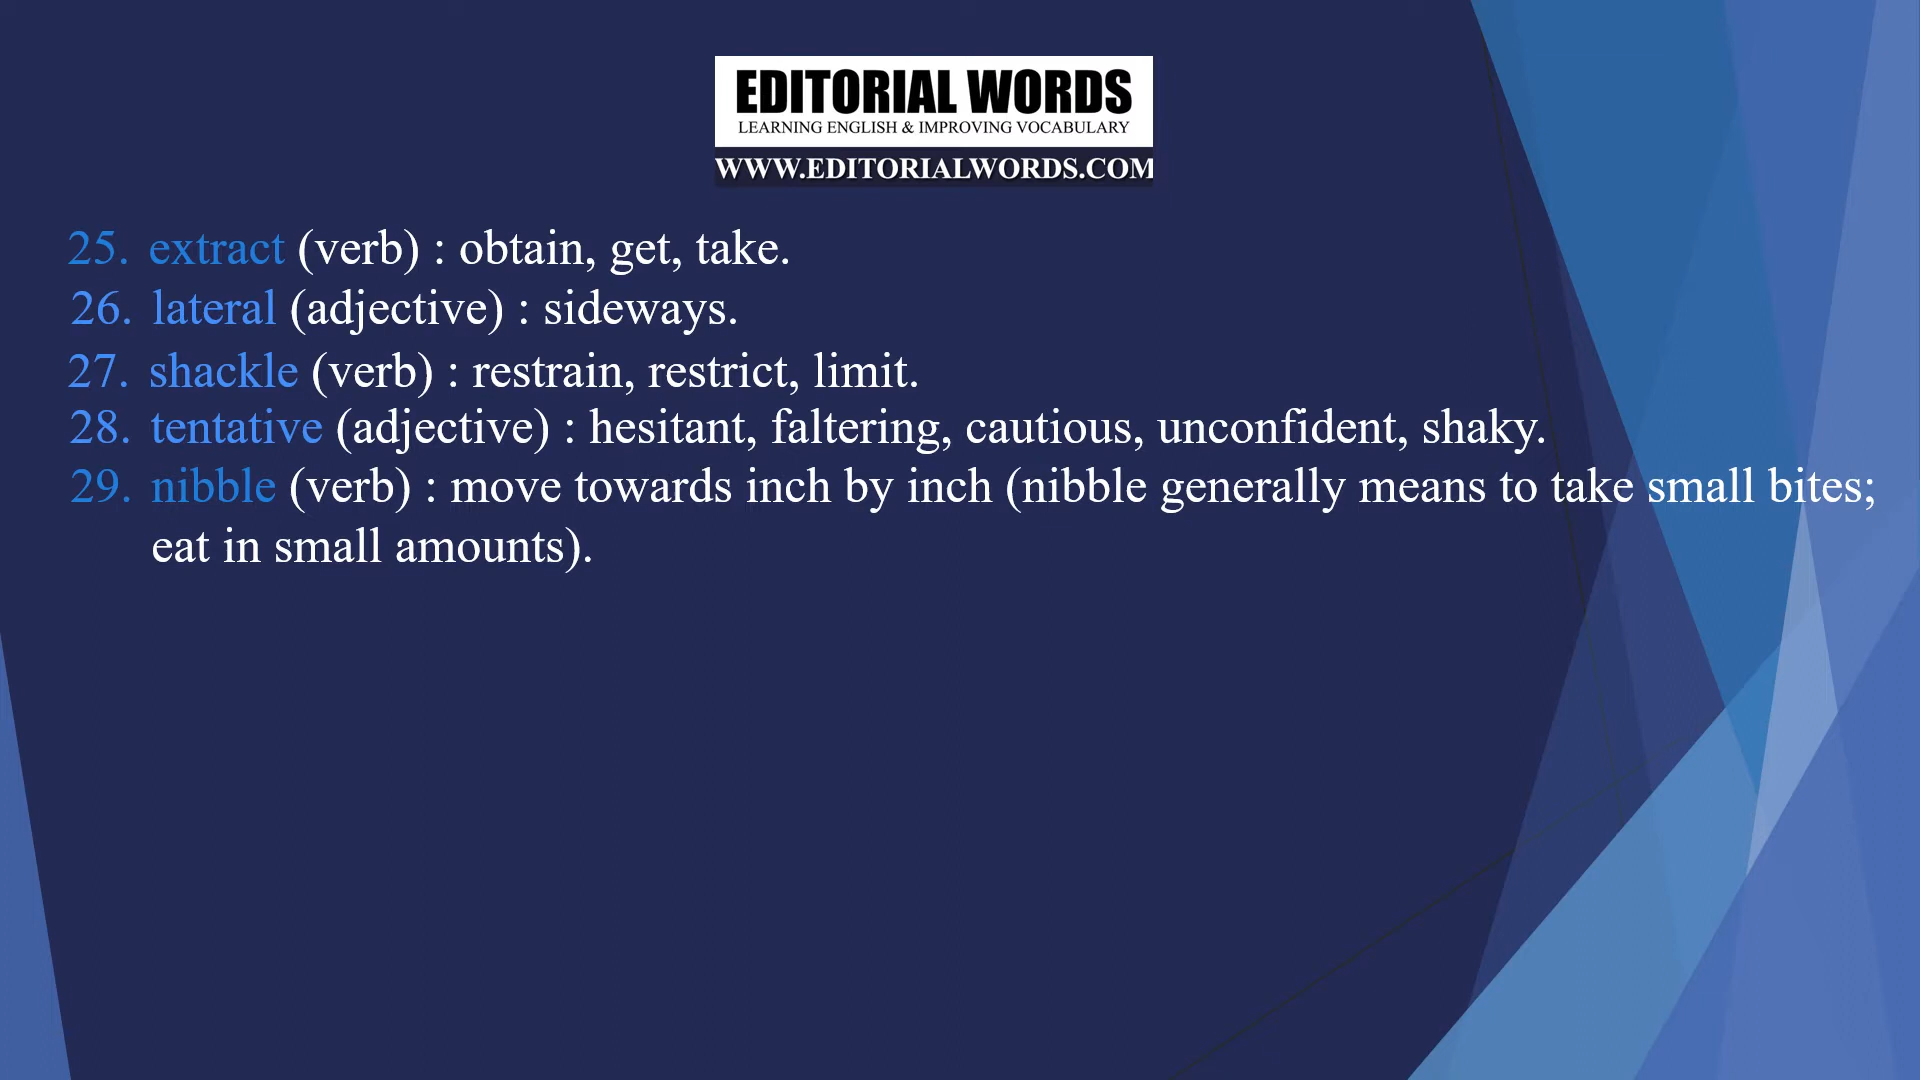 EDITORIAL WORDS
LEARNING ENGLISH & IMPROVING VOCABULARY
WWW.EDITORIALWORDS.COM
25. extract (verb) : obtain, get, take.
26. lateral (adjective) : sideways.
27. shackle (verb) : restrain, restrict, limit.
28. tentative (adjective) : hesitant, faltering, cautious, unconfident, shaky.
29. nibble (verb) : move towards inch by inch (nibble generally means to take small bites;
eat in small amounts).